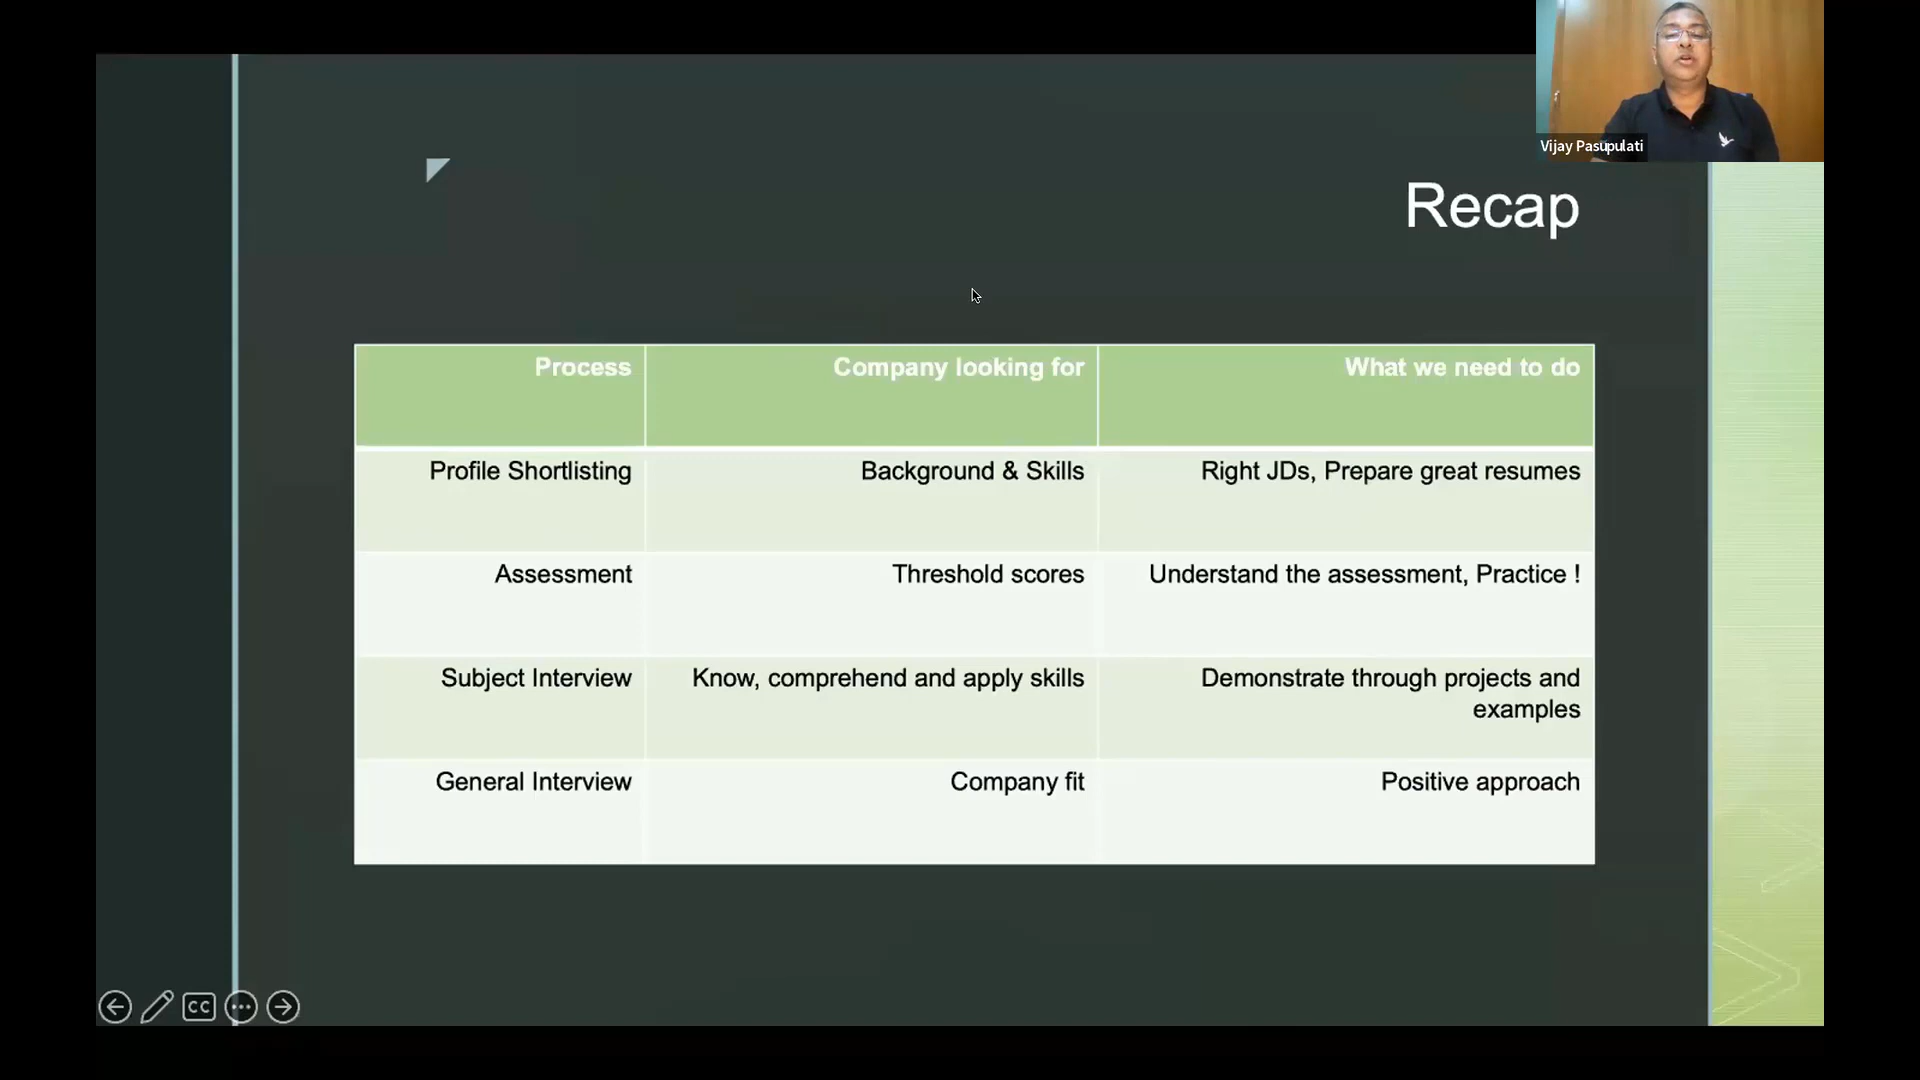 Vijay Pasupulati
Recap
Process
Company looking for
What we need to do
Profile Shortlisting
Background & Skills
Right JDs, Prepare great resumes
Assessment
Threshold scores
Understand the assessment, Practice !
Subject Interview
Know, comprehend and apply skills
Demonstrate through projects and
examples
General Interview
Company fit
Positive approach
CC